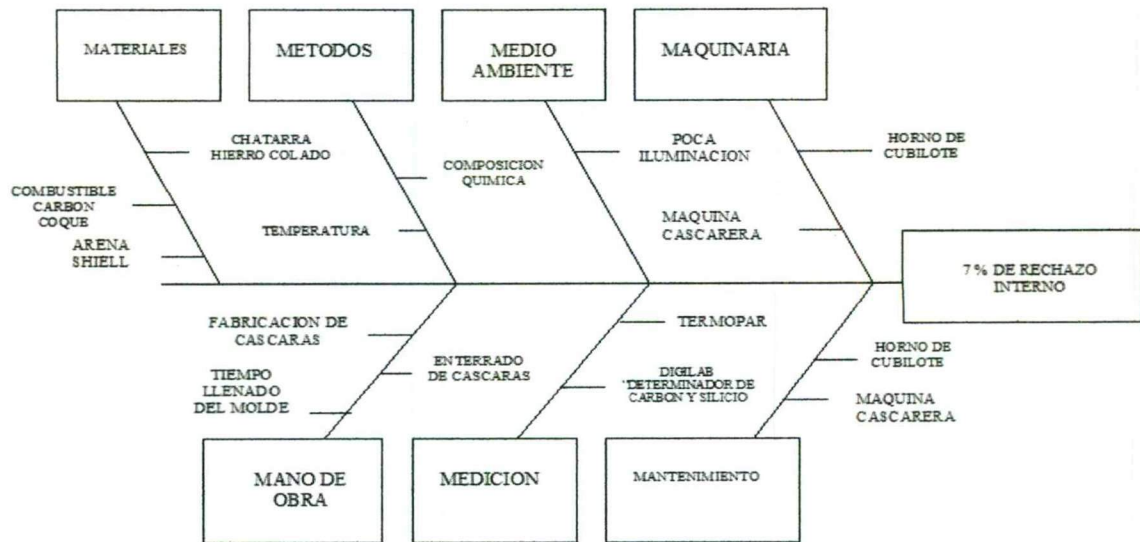 MATERIALES
METODOS
MEDIO
AMBIENTE
MAQUINARIA
CHATARRA
HIERRO COLADO
COMBUSTIBLE
CARBON
COQUE
ARENA
SHIELL
COMPOSICION
QUIMICA
TEMPERATURA
POCA
ILUMINACION
MAQUINA
CASCARERA
HORNO DE
CUBILOTE
7 % DE RECHAZO
INTERNO
FABRICACION DE
CASCARAS
TIEMPO
LLENADO
DEL MOLDE
ENTERRADO
DE CASCARAS
TERMOPAR
DIGILAB
"DETERMINADOR DE
CARBON Y SILICIO
HORNO DE
CUBILOTE
MAQUINA
CASCARERA
MANO DE
OBRA
MEDICION
MANTENIMIENTO